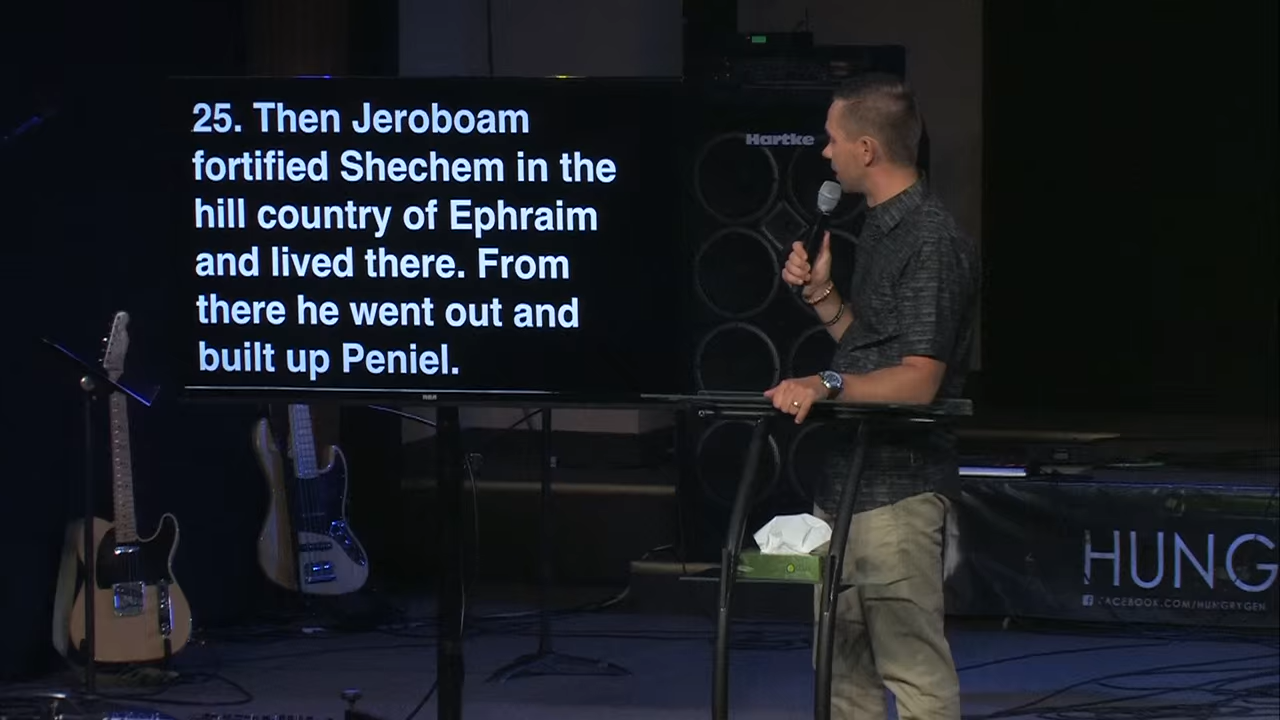 25. Then Jeroboam
fortified Shechem in the
hill country of Ephraim
and lived there. From
there he went out and
built up Peniel.
Hartke
RCA
HUNG
FACEBOOK.COM/HUNGRYGEN